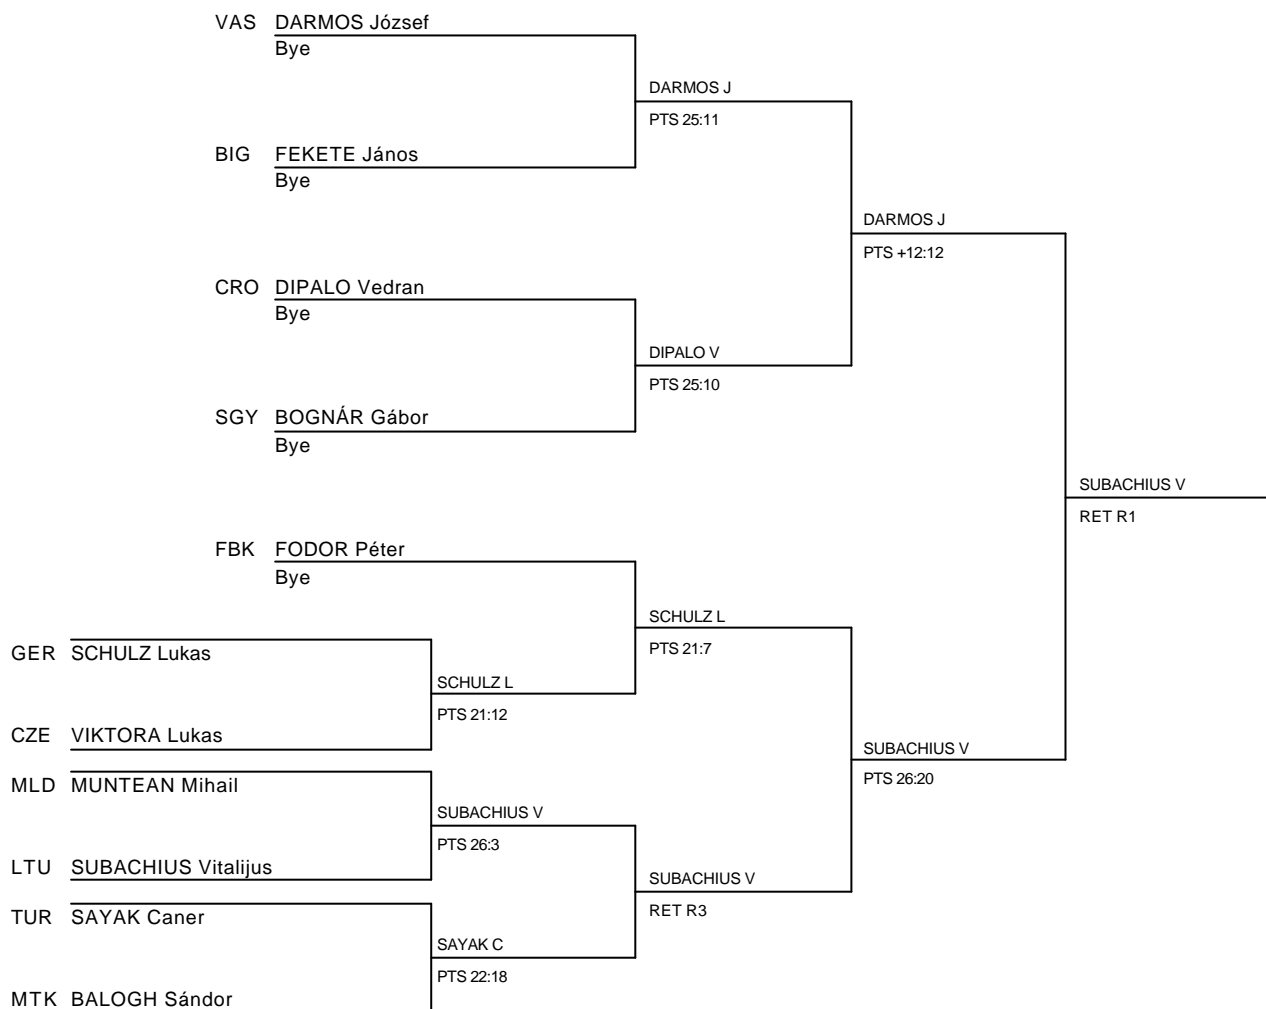 VAS DARMOS József
Bye
DARMOS J
PTS 25:11
BIG FEKETE János
Bye
DARMOS J
PTS +12:12
CRO DIPALO Vedran
Bye
DIPALO V
PTS 25:10
SGY BOGNÁR Gábor
Bye
SUBACHIUS V
RET R1
FBK FODOR Péter
Bye
SCHULZ L
PTS 21:7
GER SCHULZ Lukas
SCHULZ L
PTS 21:12
CZE VIKTORA Lukas
SUBACHIUS V
PTS 26:20
MLD MUNTEAN Mihail
SUBACHIUS V
PTS 26:3
LTU SUBACHIUS Vitalijus
SUBACHIUS V
RET R3
TUR SAYAK Caner
SAYAK C
PTS 22:18
MTK BALOGH Sándor